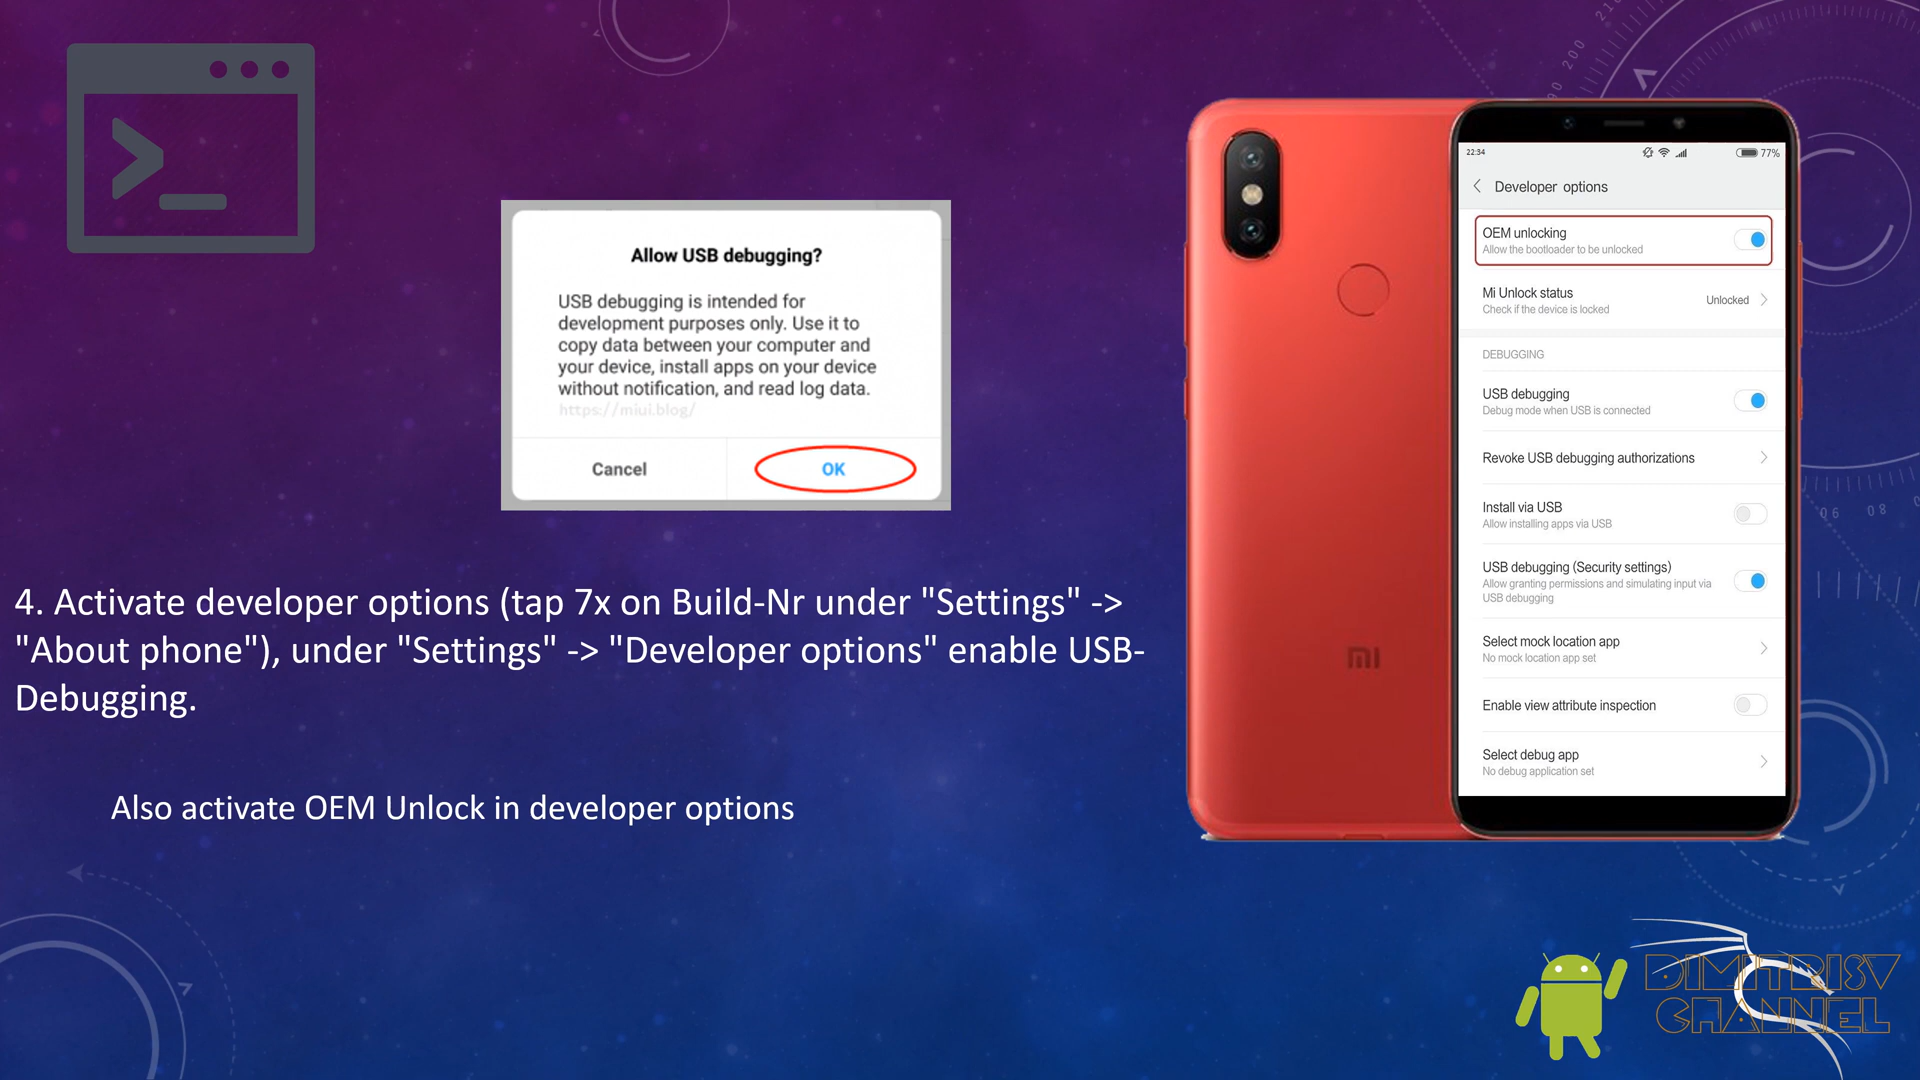 >_
Allow USB debugging?
USB debugging is intended for
development purposes only. Use it to
copy data between your computer and
your device, install apps on your device
without notification, and read log data.
https://miui.blog/
Cancel
OK
4. Activate developer options (tap 7x on Build-Nr under "Settings" ->
"About phone"), under "Settings" -> "Developer options" enable USB-
Debugging.
Also activate OEM Unlock in developer options
22:34
77%
Developer options
OEM unlocking
Allow the bootloader to be unlocked
Mi Unlock status
Check if the device is locked
Unlocked
DEBUGGING
USB debugging
Debug mode when USB is connected
Revoke USB debugging authorizations
Install via USB
Allow installing apps via USB
USB debugging (Security settings)
Allow granting permissions and simulating input via
USB debugging
Select mock location app
No mock location app set
Enable view attribute inspection
Select debug app
No debug application set
MI
200
80
90
DIMITRISV
CHANNEL